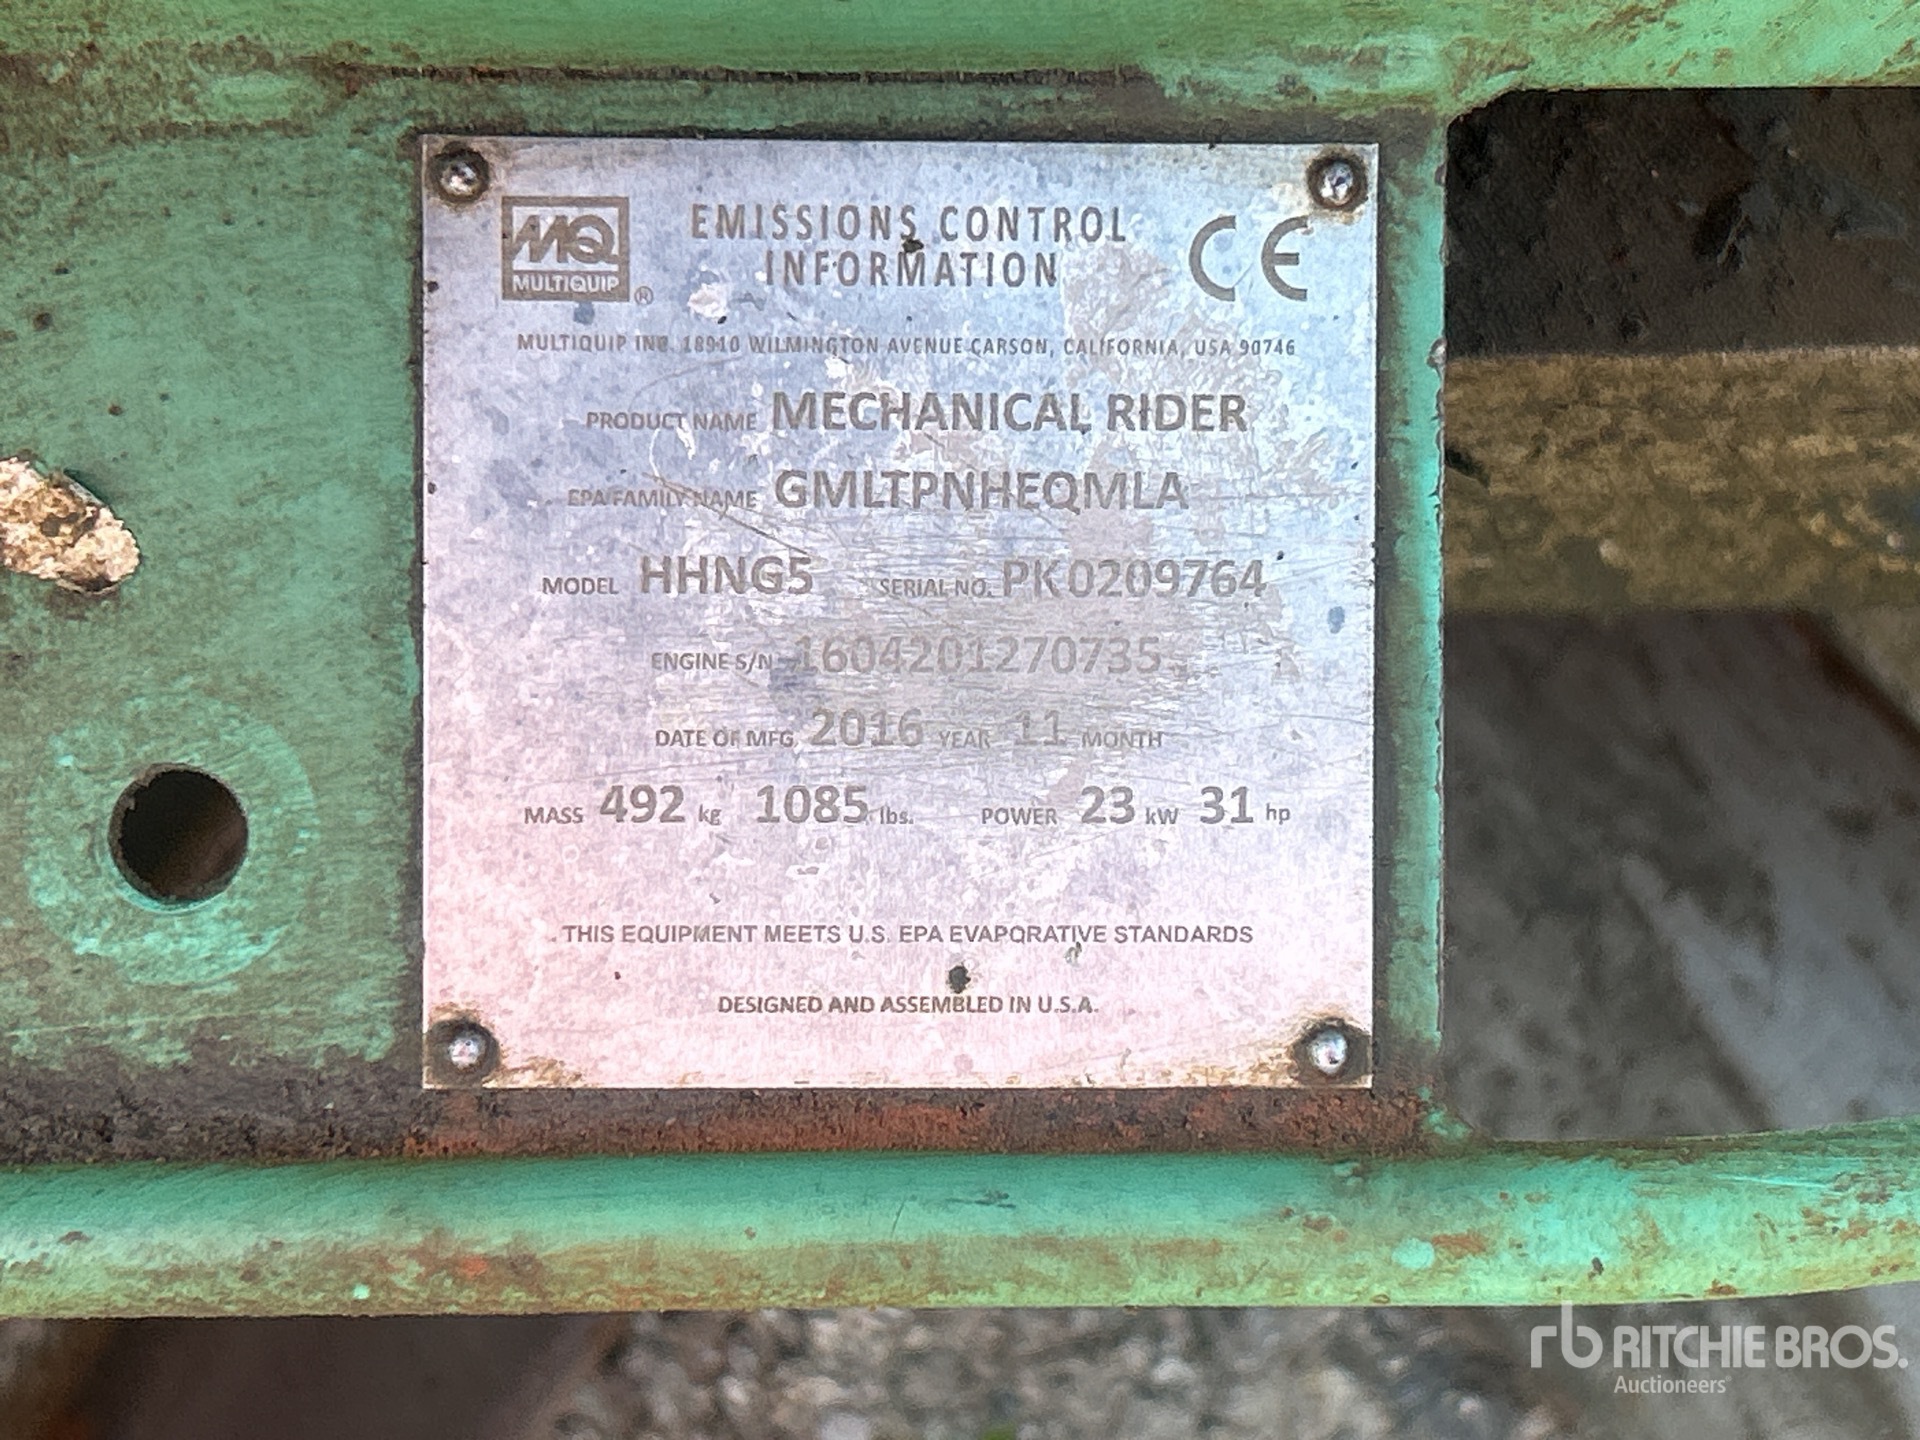 MQ
MULTIQUIP ®
EMISSIONS CONTROL
INFORMATION
CE
MULTIQUIP INC. 18910 WILMINGTON AVENUE CARSON, CALIFORNIA, USA 90746
PRODUCT NAME MECHANICAL RIDER
EPA FAMILY NAME GMLTPNHEQMLA
MODEL HHNG5 SERIAL NO. PK0209764
ENGINE S/N 1604201270735
DATE OF MFG. 2016 YEAR 11 MONTH
MASS 492 kg 1085 lbs. POWER 23 kW 31 hp
THIS EQUIPMENT MEETS U.S. EPA EVAPORATIVE STANDARDS
DESIGNED AND ASSEMBLED IN U.S.A.
rb RITCHIE BROS.
Auctioneers